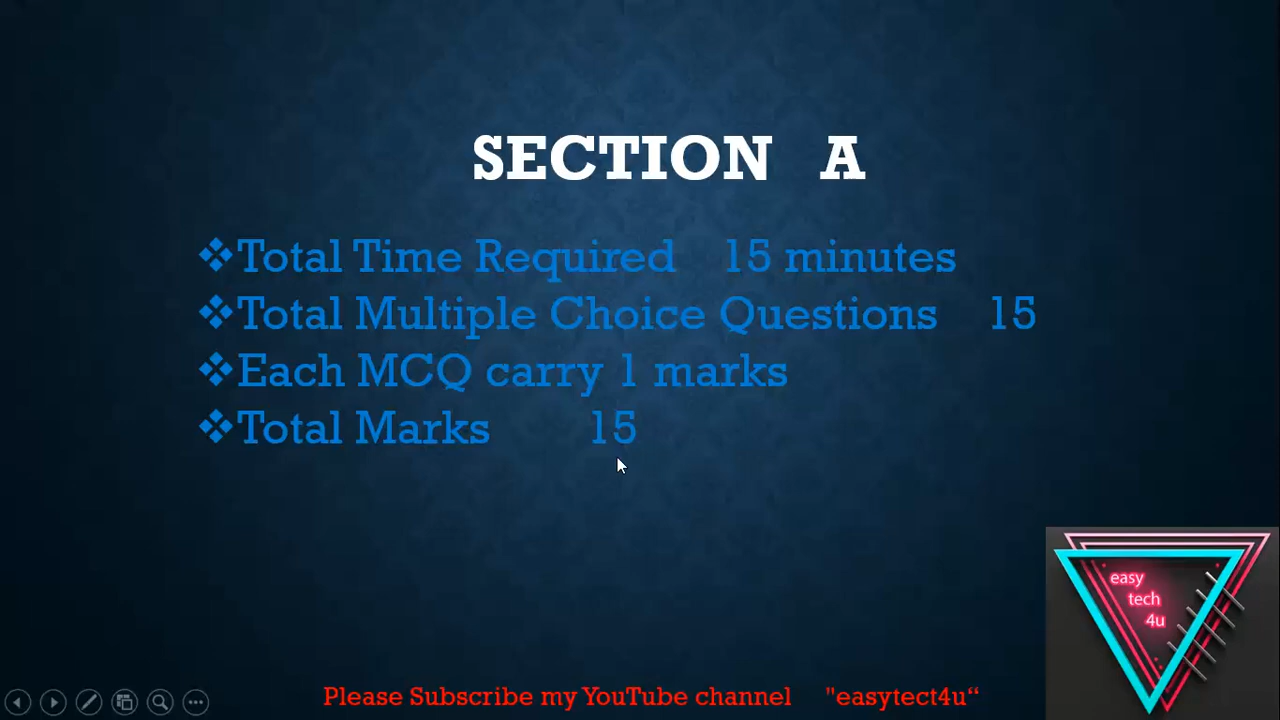 SECTION A
❖Total Time Required 15 minutes
❖Total Multiple Choice Questions 15
❖Each MCQ carry 1 marks
❖Total Marks 15
easy
tech
4u
Please Subscribe my YouTube channel "easytect4u“